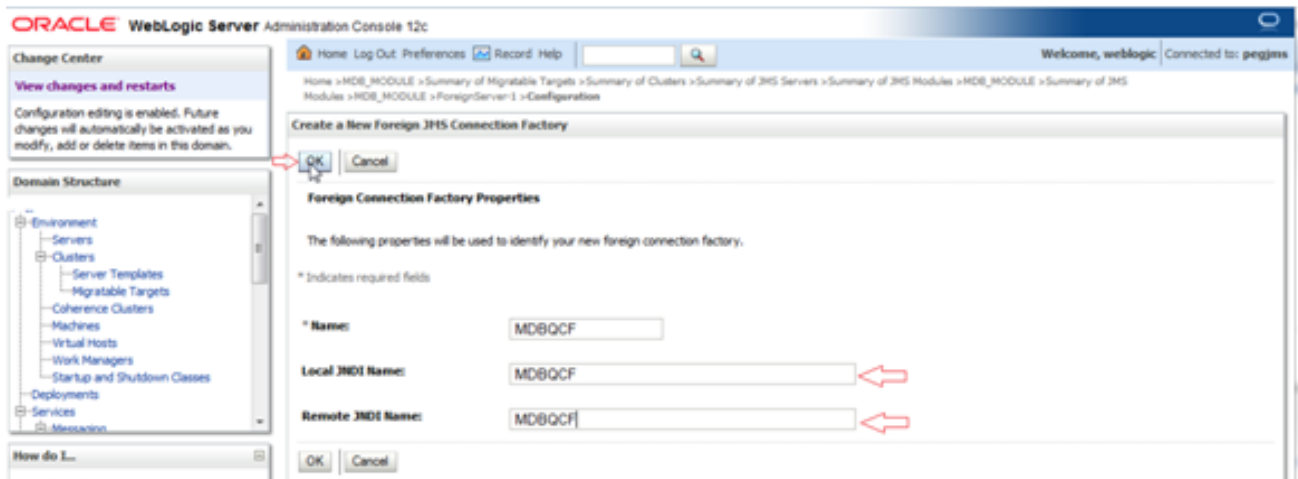 ORACLE WebLogic Server Administration Console 12c
Change Center
View changes and restarts
Configuration editing is enabled. Future
changes will automatically be activated as you
modify, add or delete items in this domain.
Domain Structure
Environment
Servers
Clusters
Server Templates
Migratable Targets
Coherence Clusters
Machines
Virtual Hosts
Work Managers
Startup and Shutdown Classes
Deployments
Services
Messaging
How do I...
Home Log Out Preferences Record Help
Welcome, weblogic Connected to: pegjms
Home >MDB_MODULE >Summary of Migratable Targets >Summary of Clusters >Summary of JMS Servers >Summary of JMS Modules >MDB_MODULE >Summary of JMS
Modules >MDB_MODULE >ForeignServer-1 >Configuration
Create a New Foreign JMS Connection Factory
OK Cancel
Foreign Connection Factory Properties
The following properties will be used to identify your new foreign connection factory.
* Indicates required fields
* Name: MDBQCF
Local JNDI Name: MDBQCF
Remote JNDI Name: MDBQCF
OK Cancel